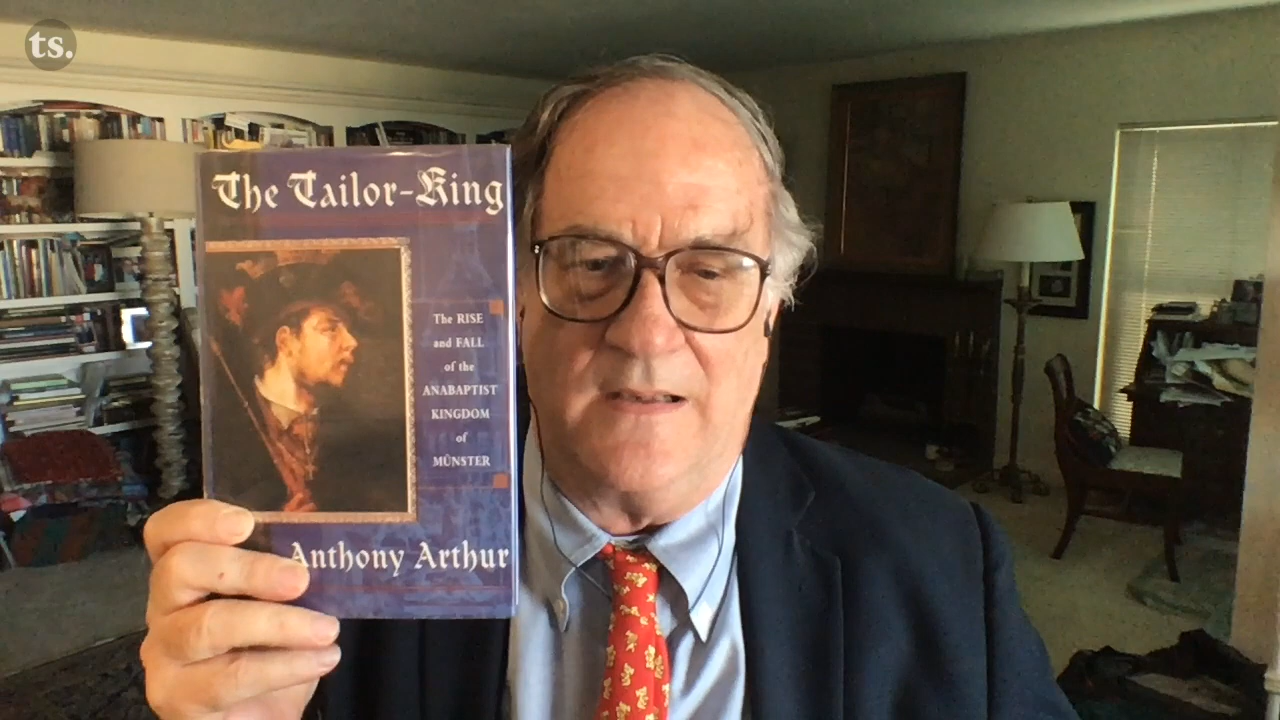 ts.
The Tailor-King
The RISE
and FALL
of the
ANABAPTIST
KINGDOM
of
MÜNSTER
Anthony Arthur